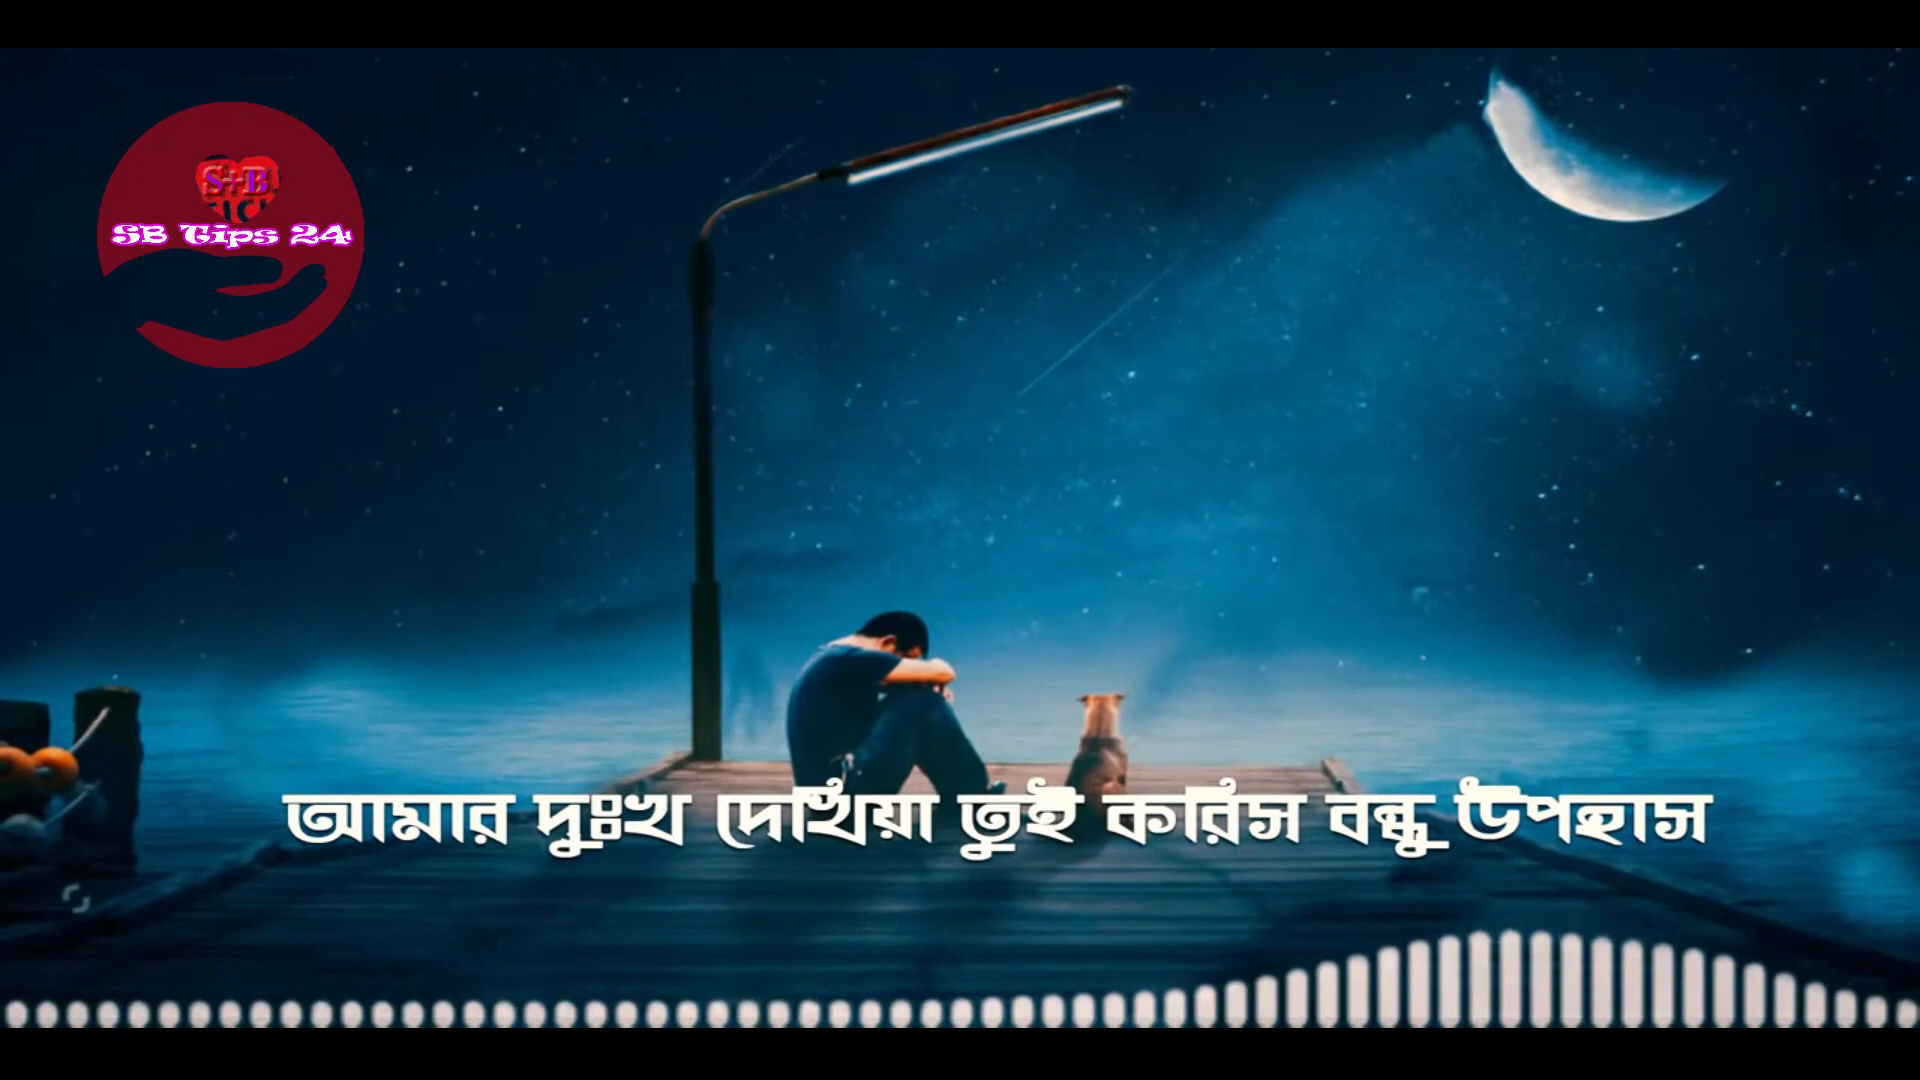 S+B
SB Tips 24
আমার দুঃখ দেখিয়া তুই করিস বন্ধু উপহাস